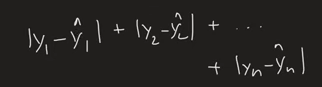 |y₁ - ŷ₁| + |y₂ - ŷ₂| + ...
+ |yn - ŷn|